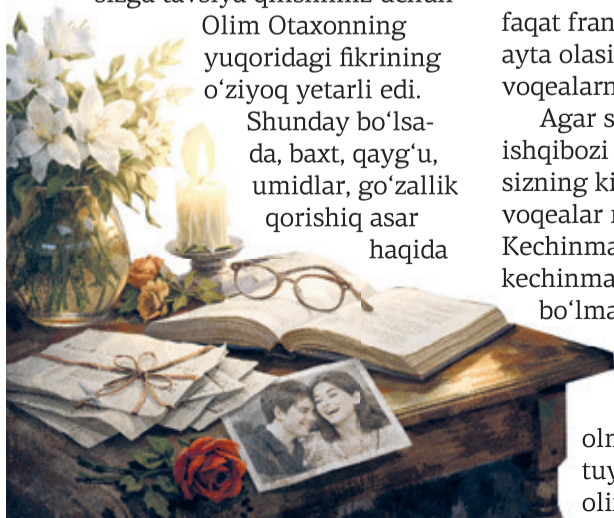 Olim Otaxonning
yuqoridagi fikrining
o‘ziyoq yetarli edi.
Shunday bo‘lsa-
da, baxt, qayg‘u,
umidlar, go‘zallik
qorishiq asar
haqida
faqat fran
ayta olasi
voqealarn
Agar s
ishqibozi
sizning ki
voqealar
Kechinma
kechinma
bo‘lma
olm
tuy
oli